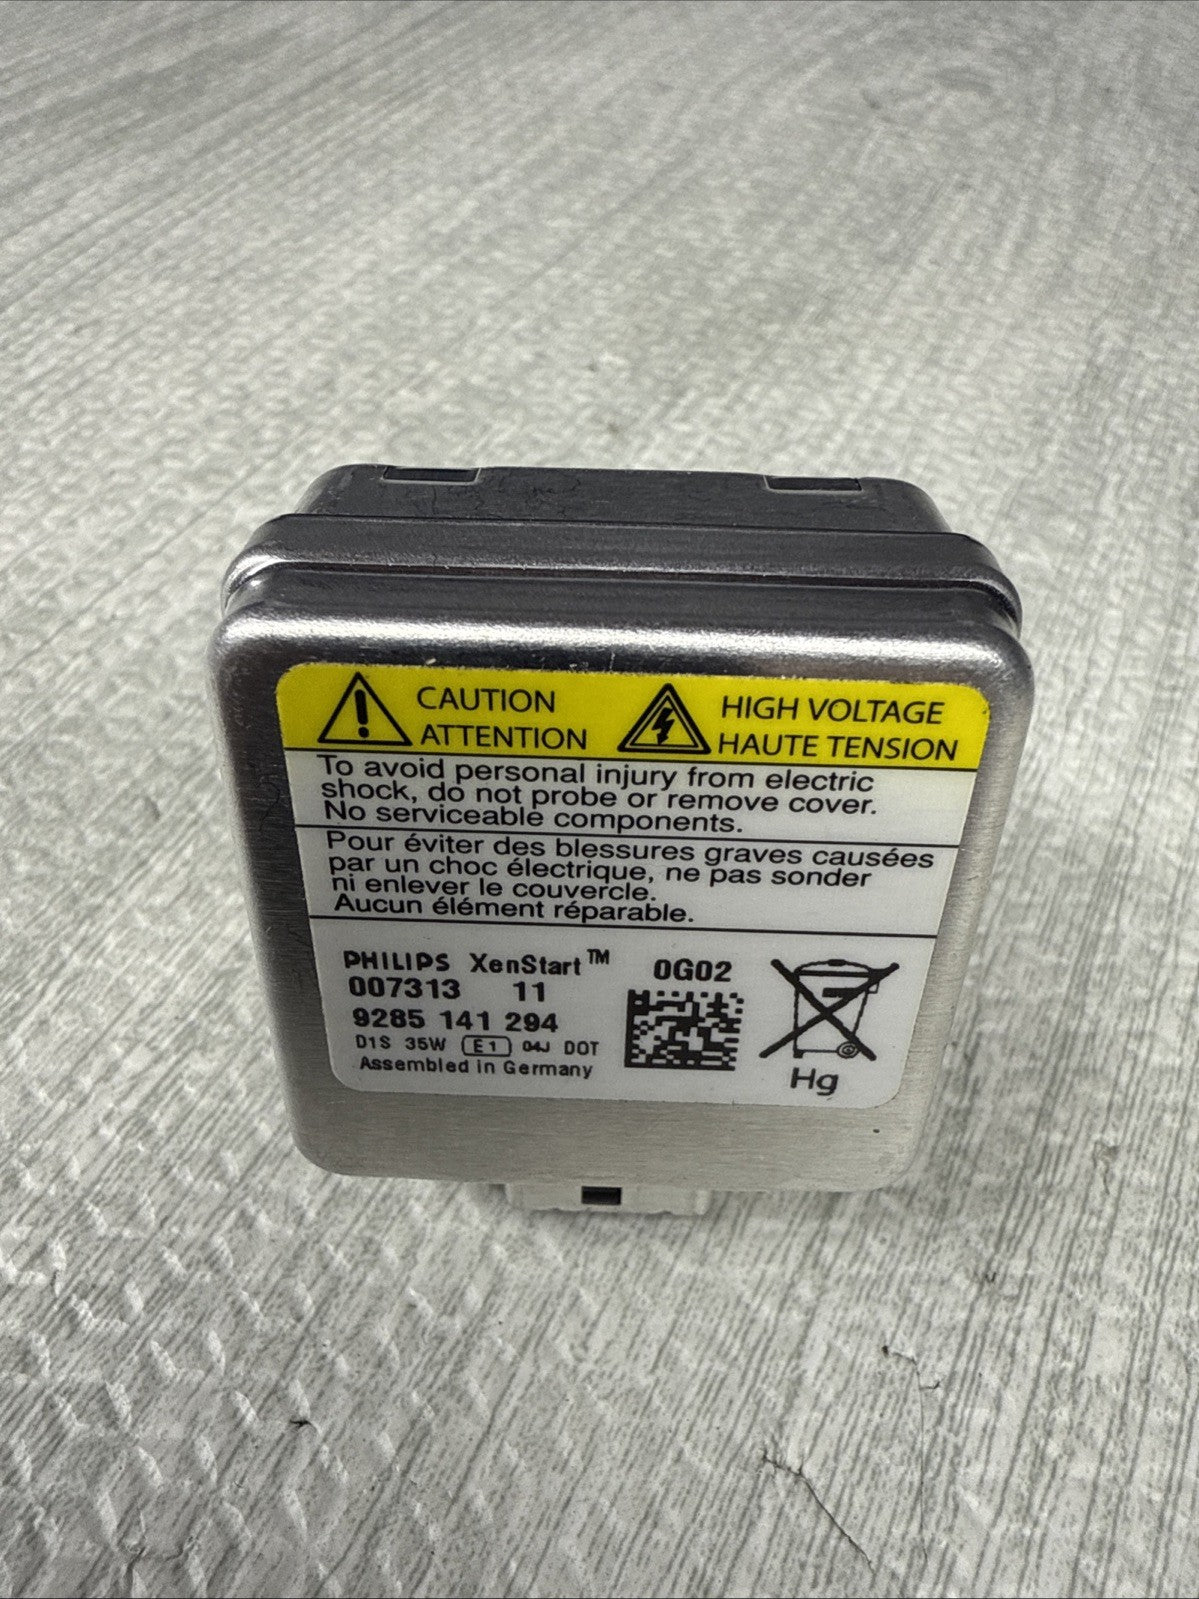 CAUTION
ATTENTION
HIGH VOLTAGE
HAUTE TENSION
To avoid personal injury from electric
shock, do not probe or remove cover.
No serviceable components.
Pour éviter des blessures graves causées
par un choc électrique, ne pas sonder
ni enlever le couvercle.
Aucun élément réparable.
PHILIPS XenStart™ 0G02
007313 11
9285 141 294
D1S 35W E1 04J DOT
Assembled in Germany
Hg